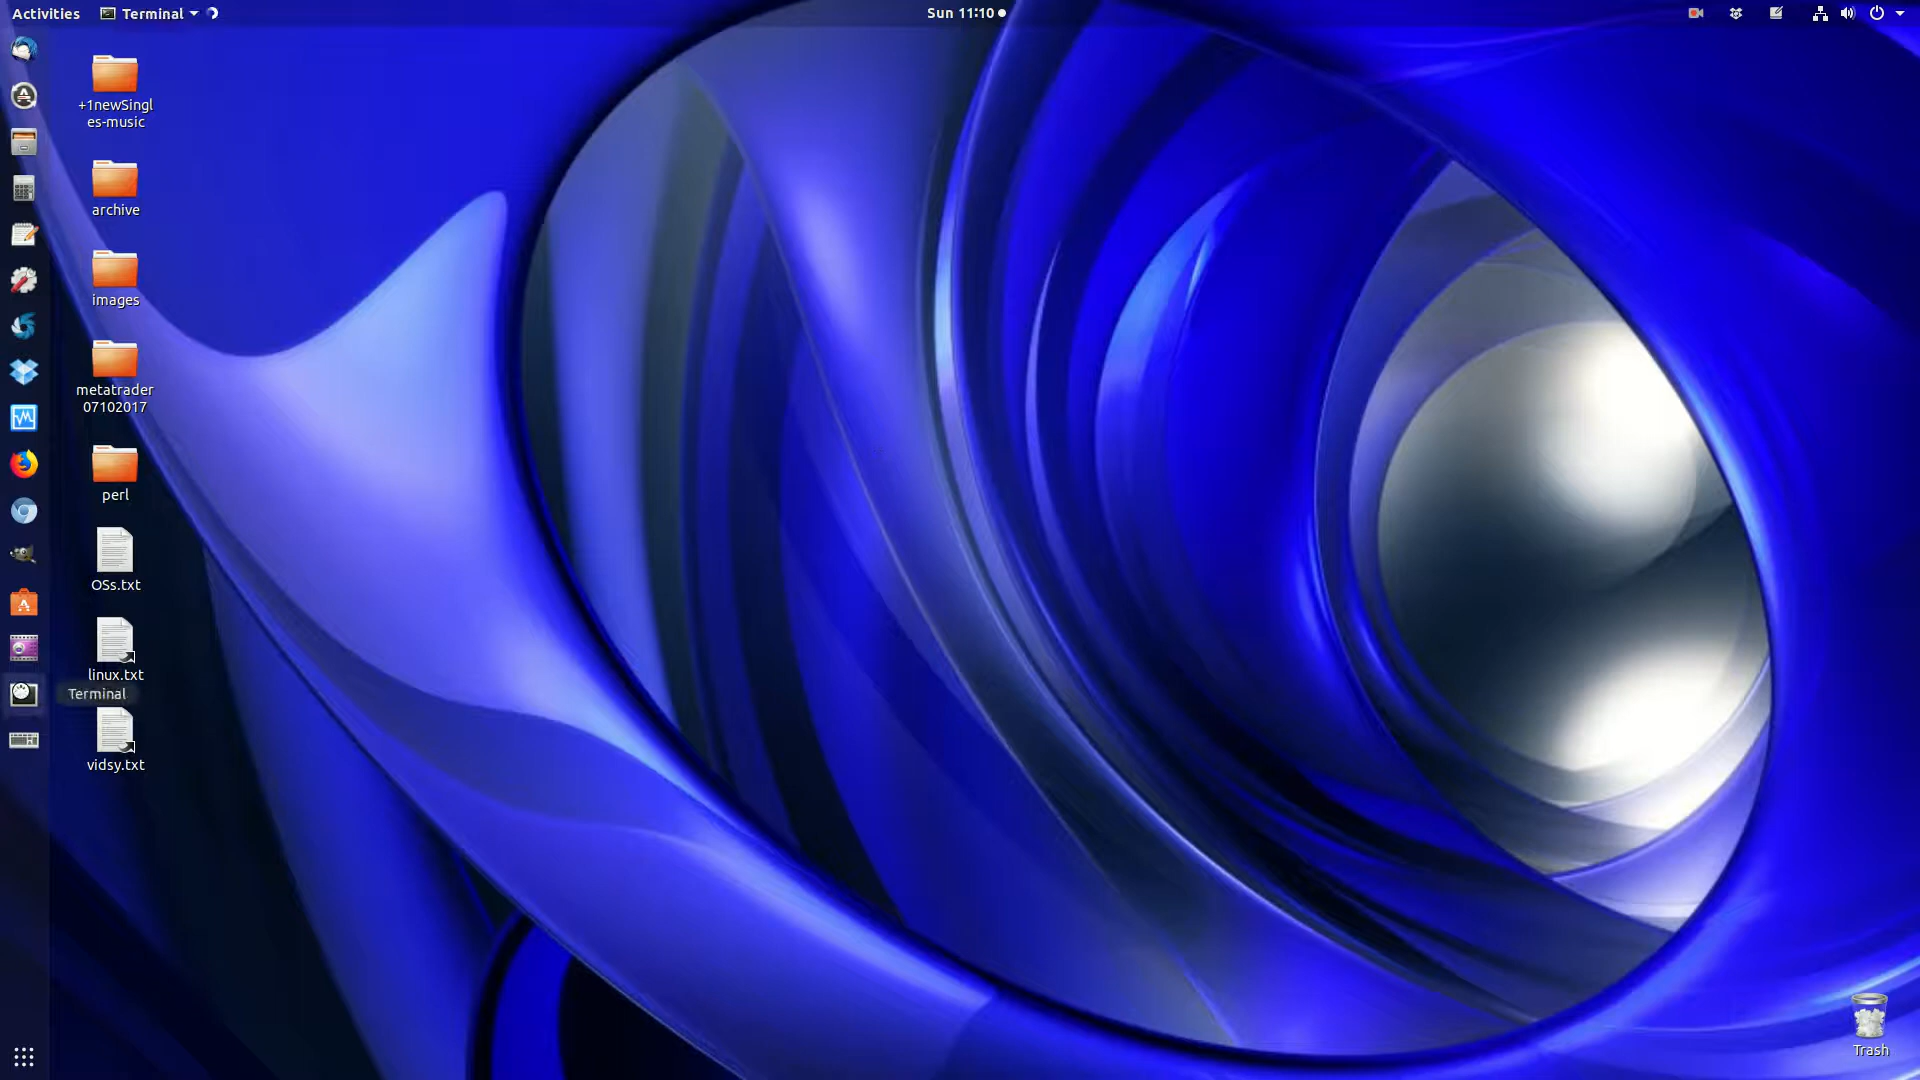 Activities Terminal Sun 11:10
+1newSingl
es-music
archive
images
metatrader
07102017
perl
OSs.txt
linux.txt
Terminal
vidsy.txt
Trash